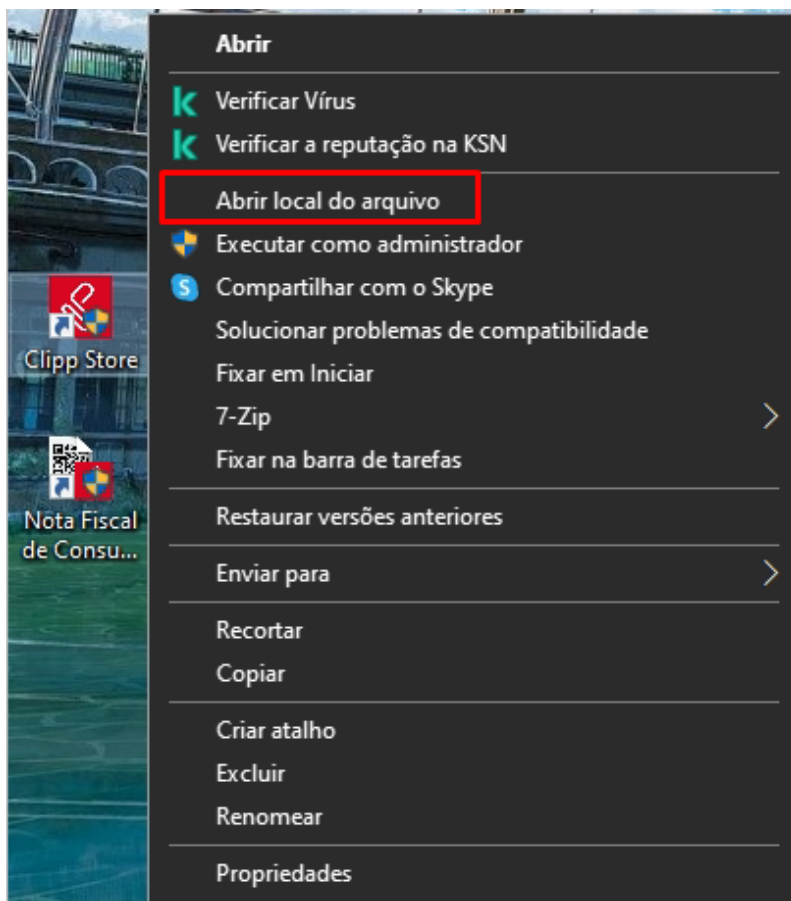 Abrir
Verificar Vírus
Verificar a reputação na KSN
Abrir local do arquivo
Executar como administrador
Compartilhar com o Skype
Solucionar problemas de compatibilidade
Fixar em Iniciar
7-Zip
Fixar na barra de tarefas
Restaurar versões anteriores
Enviar para
Recortar
Copiar
Criar atalho
Excluir
Renomear
Propriedades
Clipp Store
Nota Fiscal
de Consu...